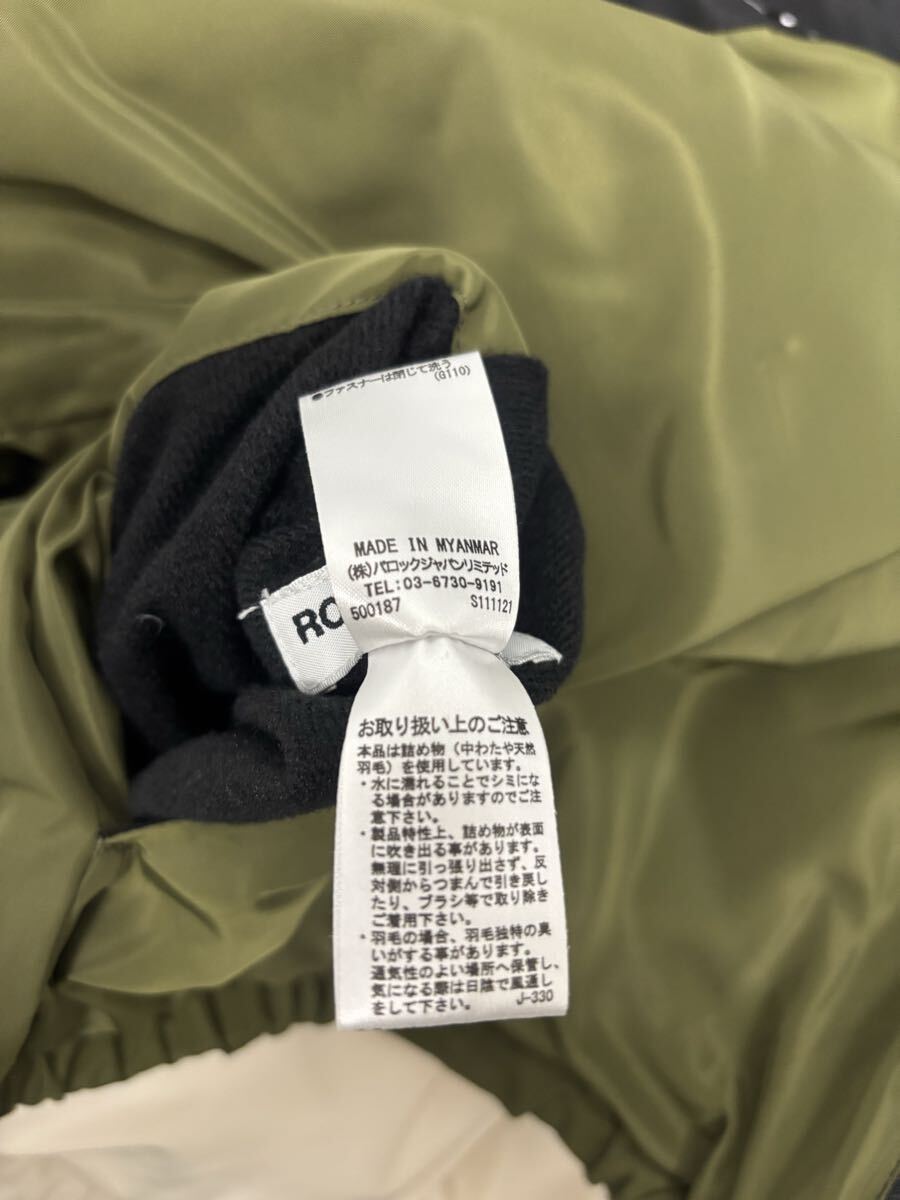 ●ファスナーは閉じて洗う
(G110)
MADE IN MYANMAR
(株)バロックジャパンリミテッド
TEL:03-6730-9191
500187 S111121
RO
お取り扱い上のご注意
本品は詰め物(中わたや天然
羽毛)を使用しています。
・水に濡れることでシミにな
る場合がありますのでご注
意下さい。
・製品特性上、詰め物が表面
に吹き出る事があります。
無理に引っ張り出さず、反
対側からつまんで引き戻し
たり、ブラシ等で取り除き
ご着用下さい。
・羽毛の場合、羽毛独特の臭
いがする事があります。
通気性のよい場所へ保管し、
気になる際は日陰で風通し
をして下さい。 J-330